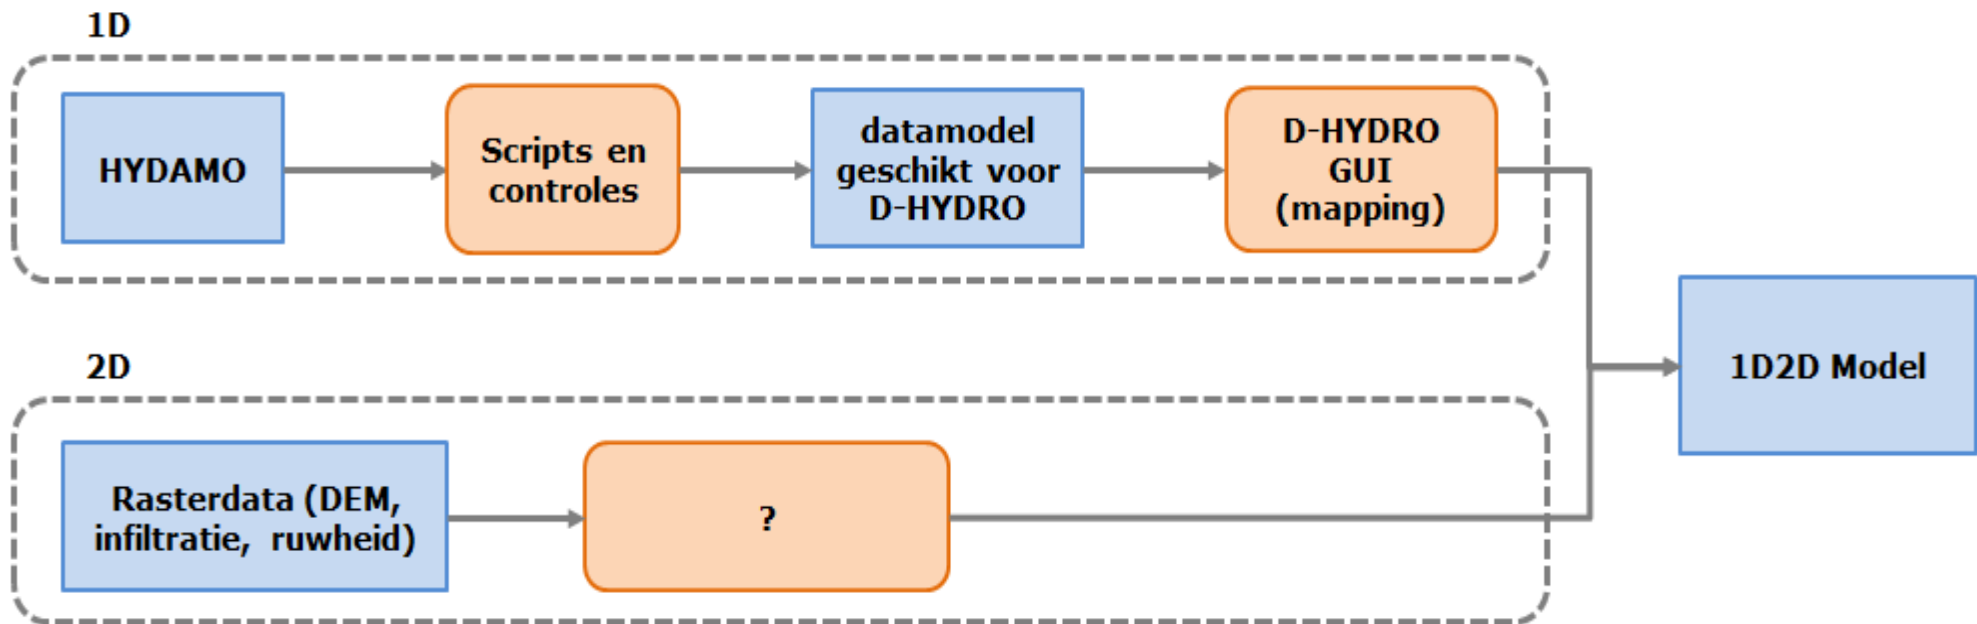 1D
HYDAMO
Scripts en
controles
datamodel
geschikt voor
D-HYDRO
D-HYDRO
GUI
(mapping)
1D2D Model
2D
Rasterdata (DEM,
infiltratie, ruwheid)
?